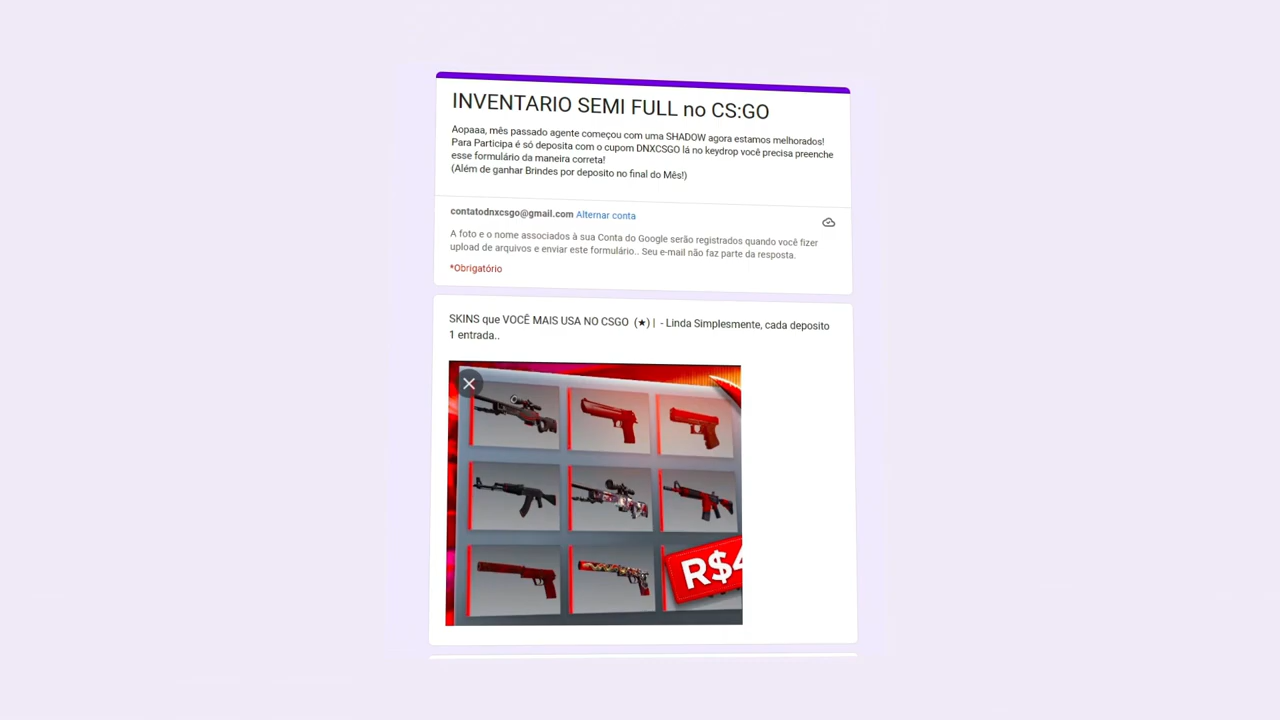 INVENTARIO SEMI FULL no CS:GO
Aopaaa, mês passado agente começou com uma SHADOW agora estamos melhorados!
Para Participa é só deposita com o cupom DNXCSGO lá no keydrop você precisa preenche
esse formulário da maneira correta!
(Além de ganhar Brindes por deposito no final do Mês!)
contatodnxcsgo@gmail.com Alternar conta
A foto e o nome associados à sua Conta do Google serão registrados quando você fizer
upload de arquivos e enviar este formulário.. Seu e-mail não faz parte da resposta.
*Obrigatório
SKINS que VOCÊ MAIS USA NO CSGO (★) | - Linda Simplesmente, cada deposito
1 entrada..
R$4